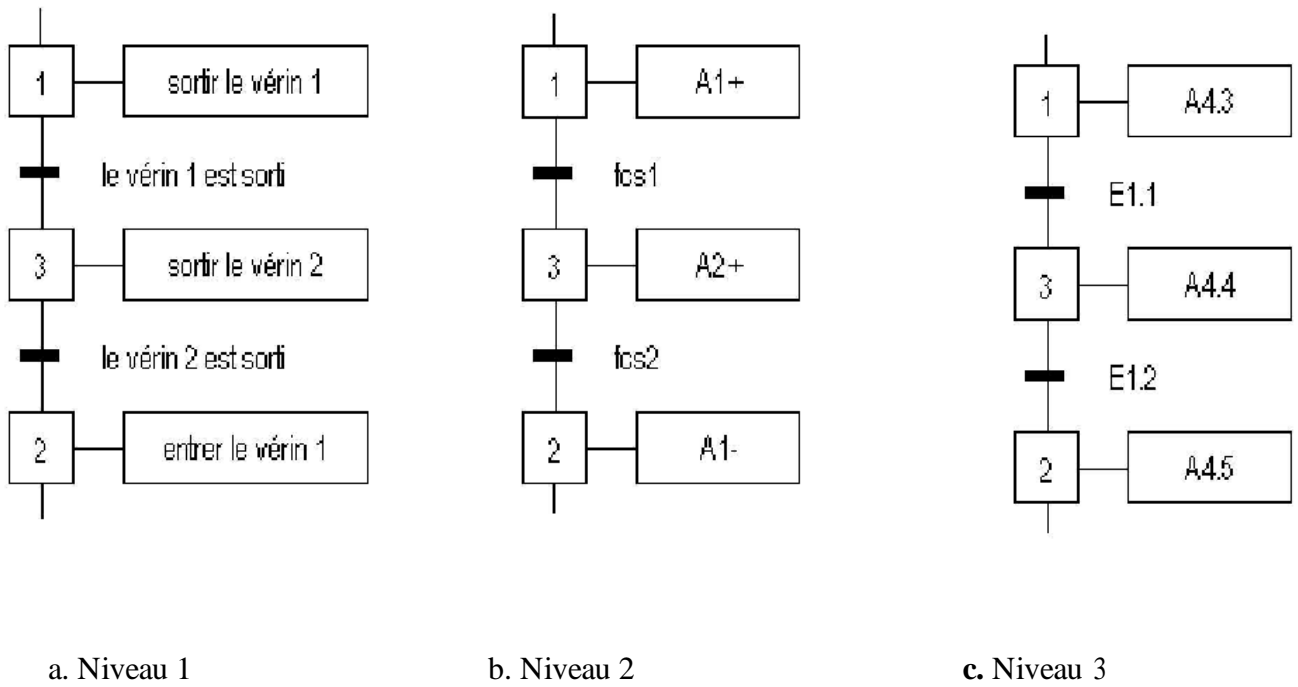 1 sortir le vérin 1
le vérin 1 est sorti
3 sortir le vérin 2
le vérin 2 est sorti
2 entrer le vérin 1
1 A1+
fcs1
3 A2+
fcs2
2 A1-
1 A4.3
E1.1
3 A4.4
E1.2
2 A4.5
a. Niveau 1
b. Niveau 2
c. Niveau 3